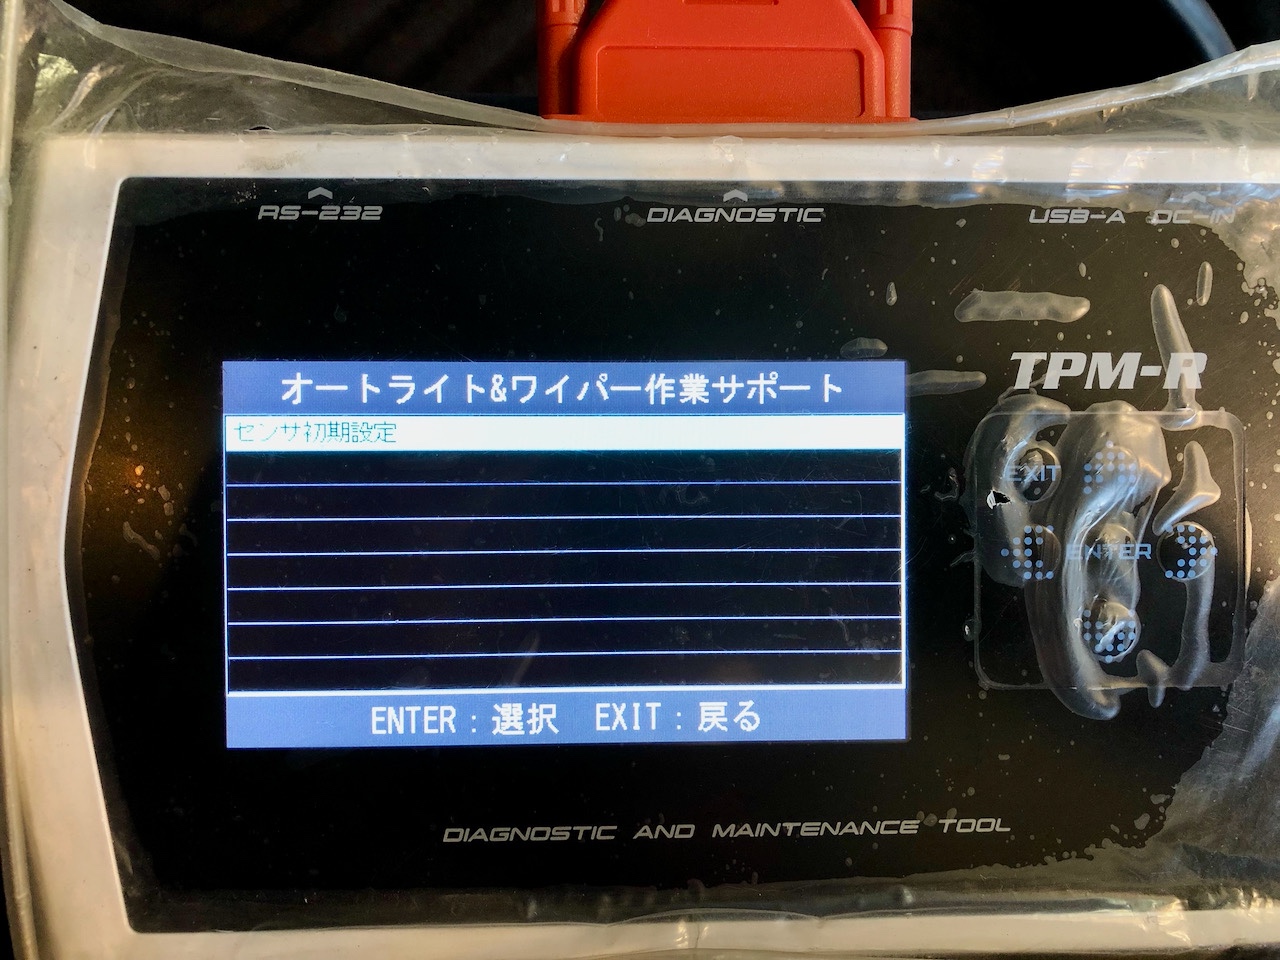 RS-232 DIAGNOSTIC USB-A DC-IN
TPM-R
オートライト&ワイパー作業サポート
センサ初期設定
EXIT
ENTER
ENTER：選択　EXIT：戻る
DIAGNOSTIC AND MAINTENANCE TOOL